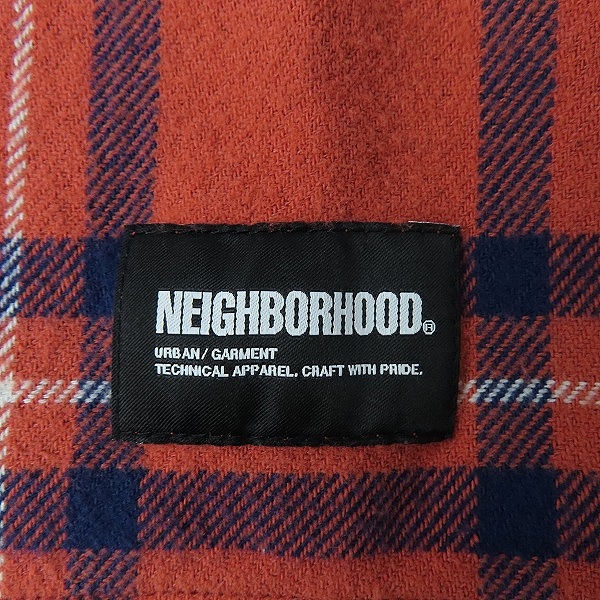 NEIGHBORHOOD®
URBAN/ GARMENT
TECHNICAL APPAREL. CRAFT WITH PRIDE.